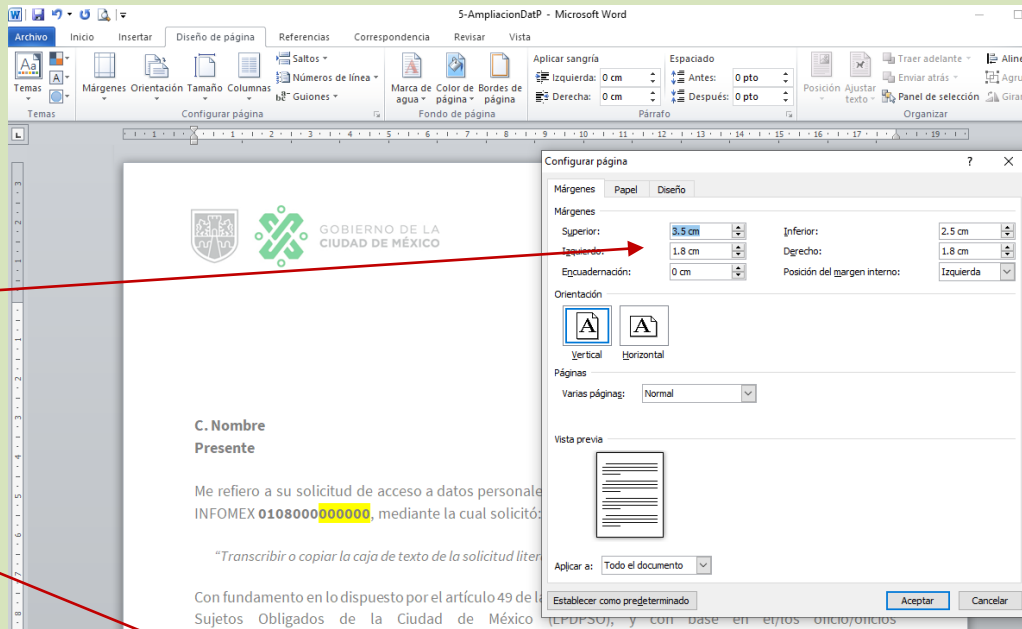 5-AmpliacionDatP - Microsoft Word
Archivo Inicio Insertar Diseño de página Referencias Correspondencia Revisar Vista
Temas
Temas
Márgenes Orientación Tamaño Columnas
Saltos
Números de línea
Guiones
Configurar página
Marca de agua Color de página Bordes de página
Fondo de página
Aplicar sangría
Izquierda: 0 cm
Derecha: 0 cm
Espaciado
Antes: 0 pto
Después: 0 pto
Párrafo
Posición Ajustar texto
Traer adelante
Enviar atrás
Panel de selección
Aline
Agru
Girar
Organizar
GOBIERNO DE LA
CIUDAD DE MÉXICO
C. Nombre
Presente
Me refiero a su solicitud de acceso a datos personale
INFOMEX 0108000000000, mediante la cual solicitó:
“Transcribir o copiar la caja de texto de la solicitud liter
Con fundamento en lo dispuesto por el artículo 49 de la
Sujetos Obligados de la Ciudad de México (LPDPSO), y con base en el/los oficio/oficios
Configurar página
Márgenes Papel Diseño
Márgenes
Superior: 3.5 cm Inferior: 2.5 cm
Izquierdo: 1.8 cm Derecho: 1.8 cm
Encuadernación: 0 cm Posición del margen interno: Izquierda
Orientación
Vertical Horizontal
Páginas
Varias páginas: Normal
Vista previa
Aplicar a: Todo el documento
Establecer como predeterminado Aceptar Cancelar